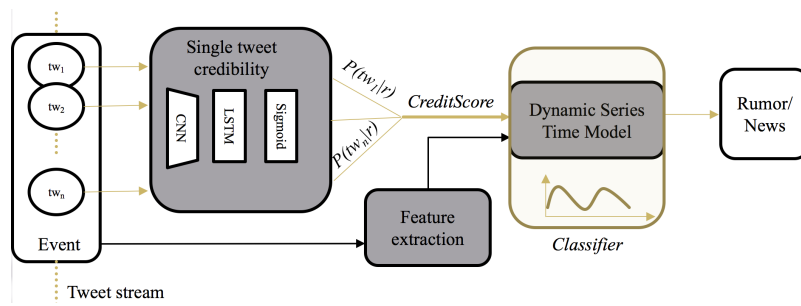 tw1
tw2
twn
Event
Tweet stream
Single tweet
credibility
CNN
LSTM
Sigmoid
P(tw1|r)
P(twn|r)
CreditScore
Feature
extraction
Dynamic Series
Time Model
Classifier
Rumor/
News